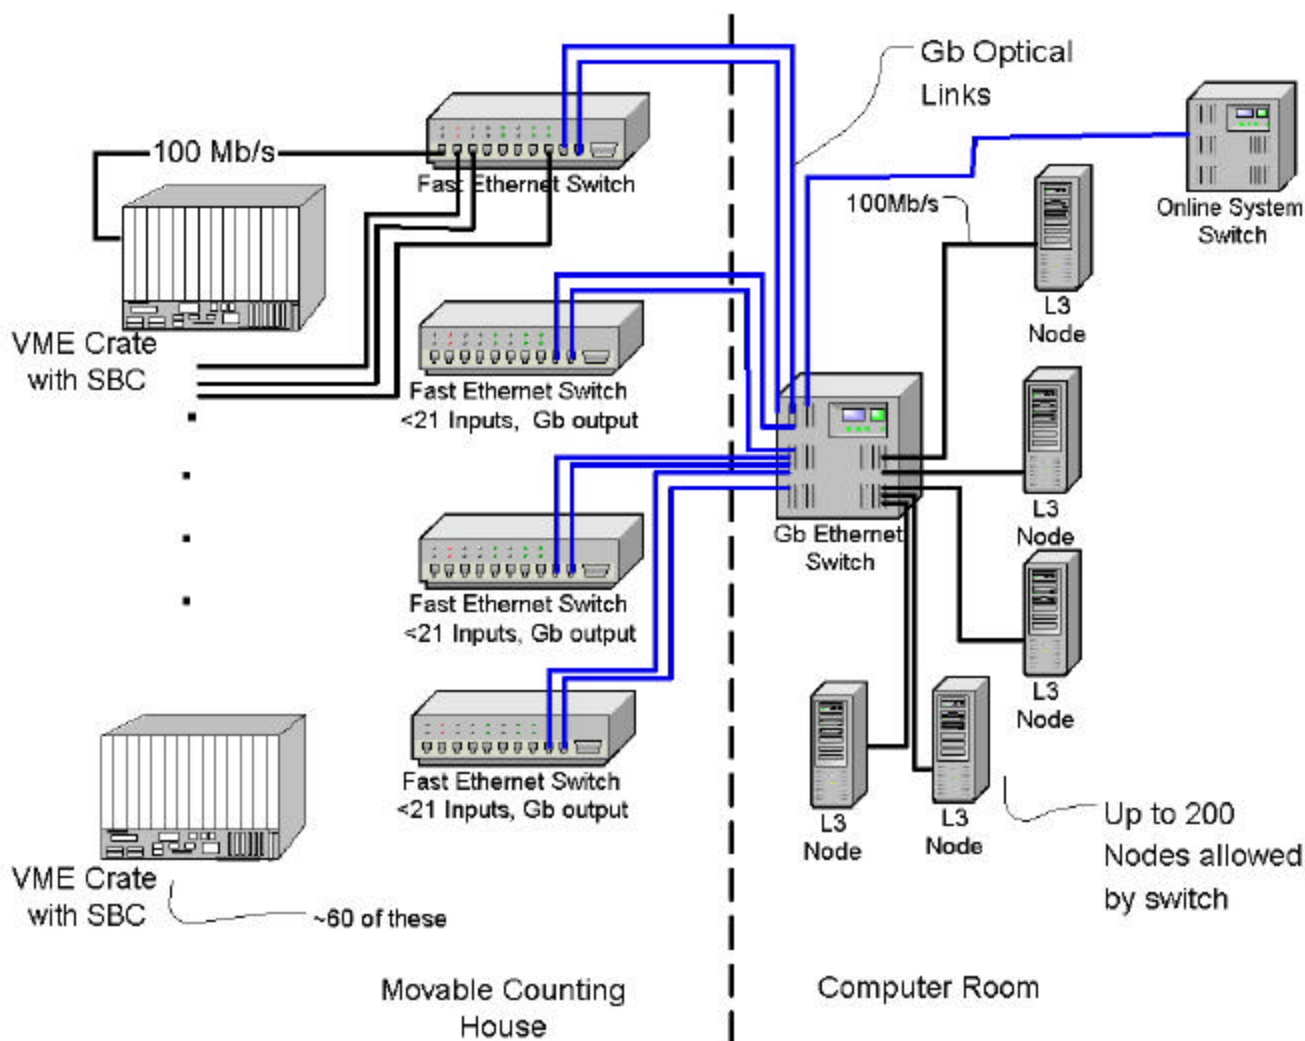 Gb Optical
Links
100 Mb/s
Fast Ethernet Switch
100Mb/s
Online System
Switch
L3
Node
VME Crate
with SBC
Fast Ethernet Switch
<21 Inputs, Gb output
L3
Node
Gb Ethernet
Switch
Fast Ethernet Switch
<21 Inputs, Gb output
L3
Node
Fast Ethernet Switch
<21 Inputs, Gb output
L3
Node
L3
Node
Up to 200
Nodes allowed
by switch
VME Crate
with SBC
~60 of these
Movable Counting
House
Computer Room